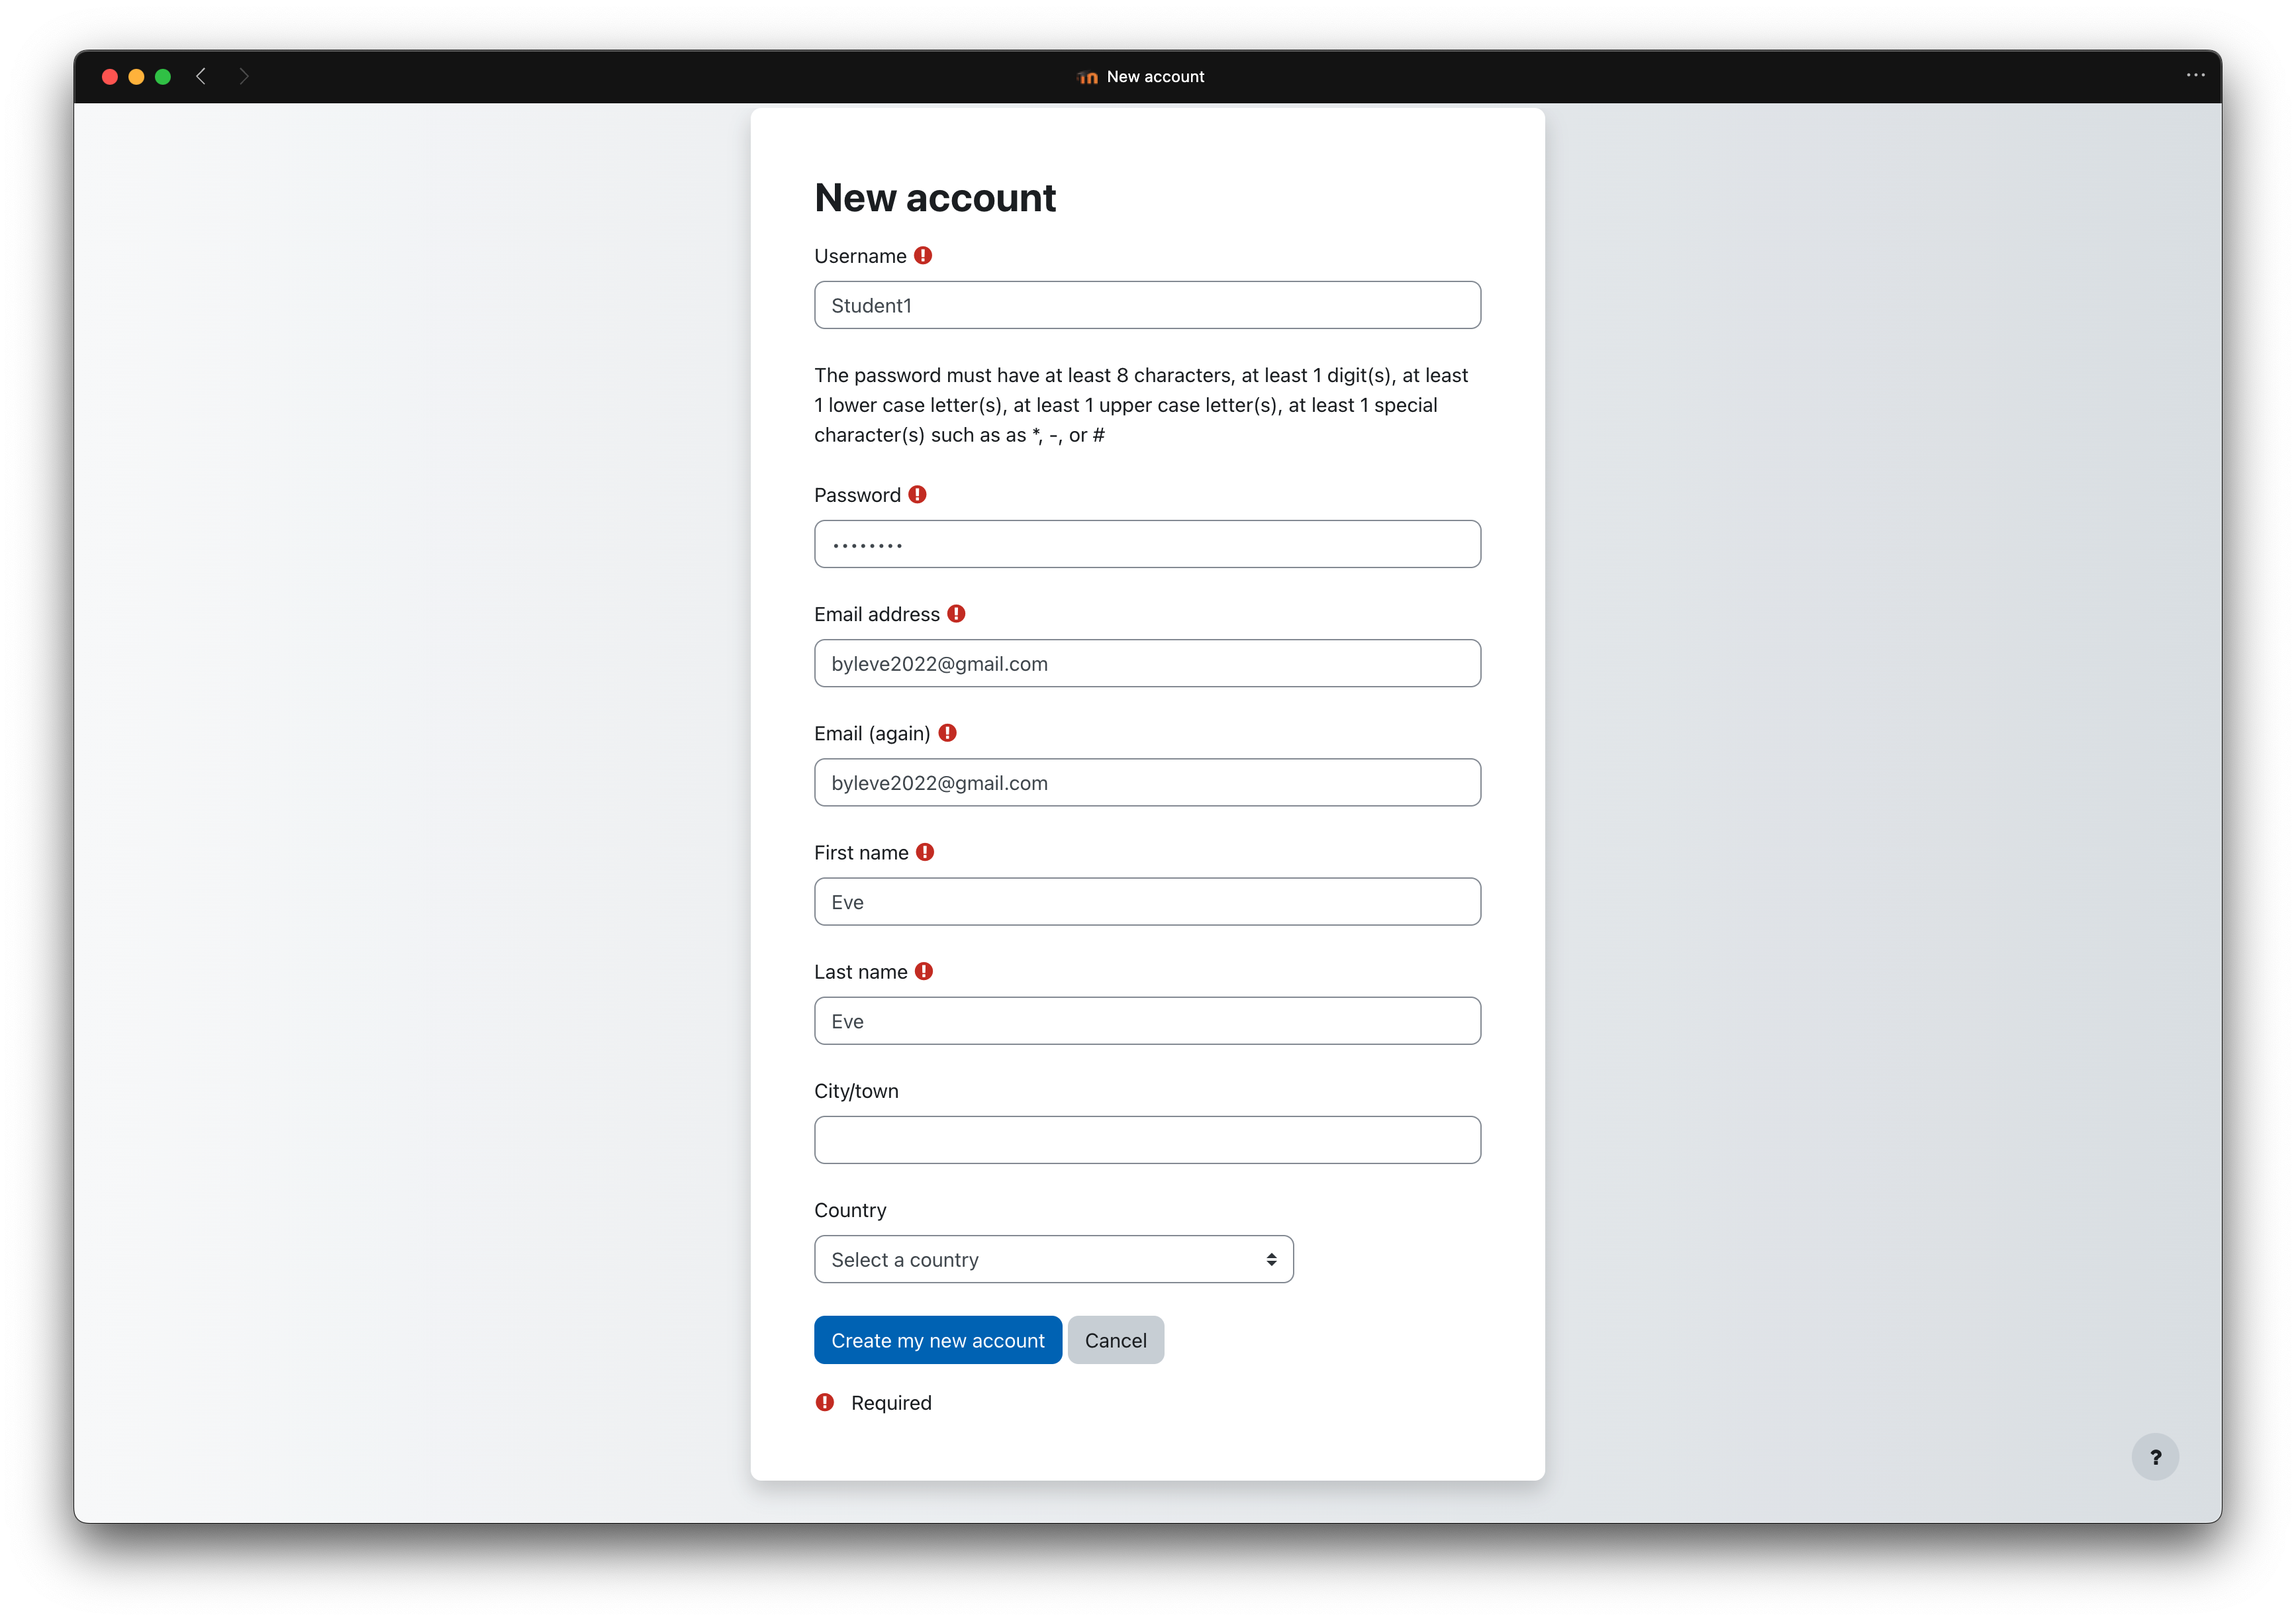 New account
New account
Username
Student1
The password must have at least 8 characters, at least 1 digit(s), at least
1 lower case letter(s), at least 1 upper case letter(s), at least 1 special
character(s) such as as *, -, or #
Password
••••••••
Email address
byleve2022@gmail.com
Email (again)
byleve2022@gmail.com
First name
Eve
Last name
Eve
City/town
Country
Select a country
Create my new account Cancel
Required
?